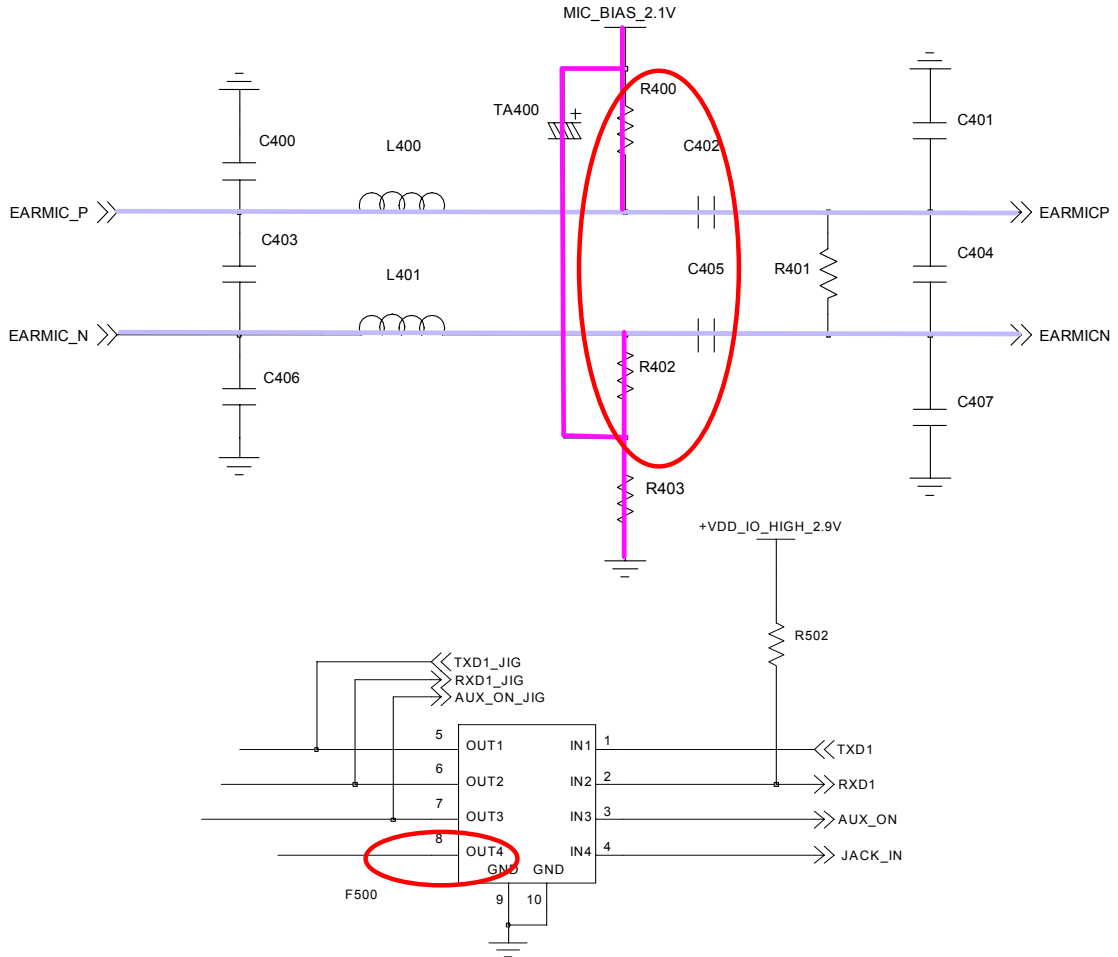 MIC_BIAS_2.1V
R400
TA400
+
C401
C400
C402
L400
EARMIC_P
EARMICP
C403
C404
L401
C405
R401
EARMIC_N
EARMICN
R402
C406
C407
R403
+VDD_IO_HIGH_2.9V
R502
TXD1_JIG
RXD1_JIG
AUX_ON_JIG
5 OUT1 IN1 1 TXD1
6 OUT2 IN2 2 RXD1
7 OUT3 IN3 3 AUX_ON
8 OUT4 IN4 4 JACK_IN
GND GND
F500
9 10